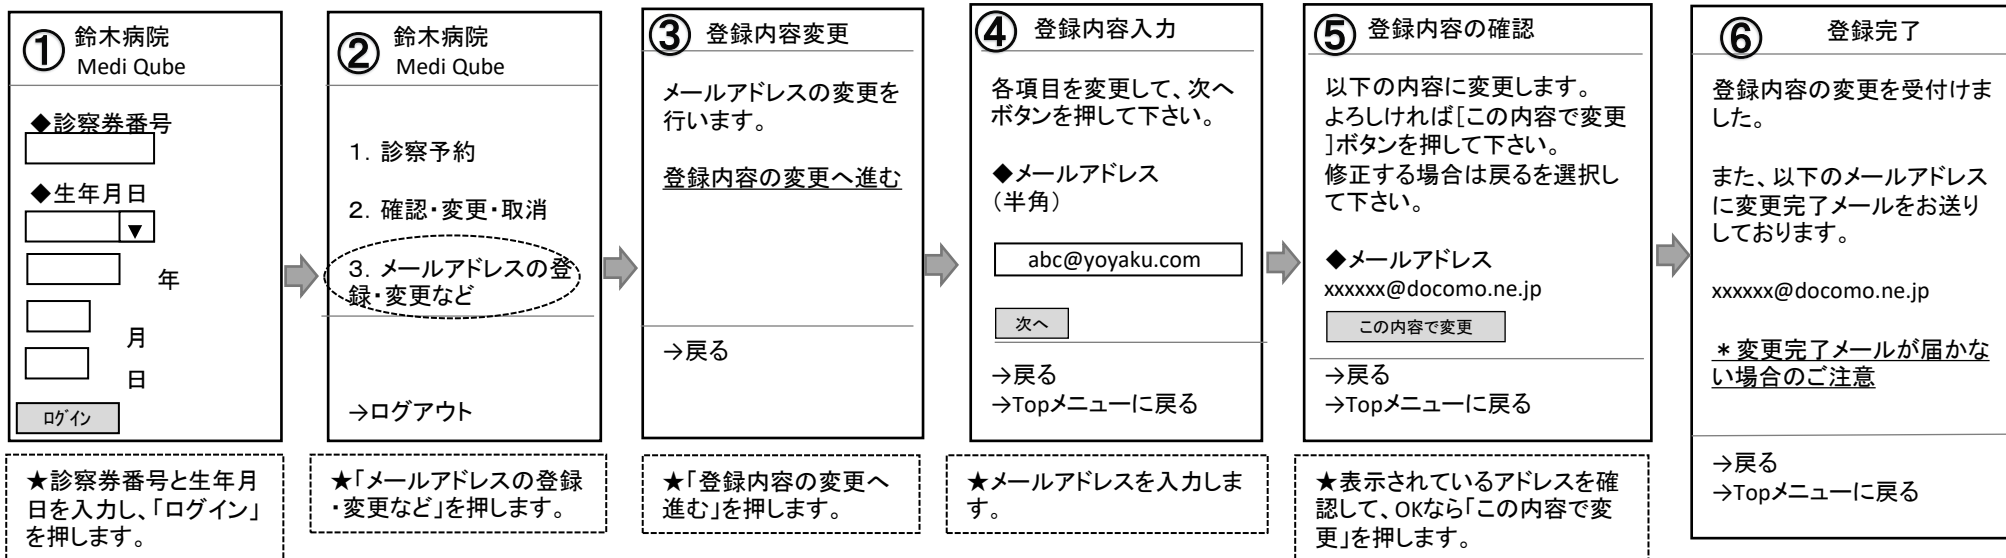 ① 鈴木病院
Medi Qube
◆診察券番号
◆生年月日
▼
年
月
日
ﾛｸﾞｲﾝ
★診察券番号と生年月
日を入力し、「ログイン」
を押します。
② 鈴木病院
Medi Qube
1．診察予約
2．確認・変更・取消
3．メールアドレスの登
録・変更など
→ログアウト
★「メールアドレスの登録
・変更など」を押します。
③ 登録内容変更
メールアドレスの変更を
行います。
登録内容の変更へ進む
→戻る
★「登録内容の変更へ
進む」を押します。
④ 登録内容入力
各項目を変更して、次へ
ボタンを押して下さい。
◆メールアドレス
（半角）
abc@yoyaku.com
次へ
→戻る
→Topメニューに戻る
★メールアドレスを入力しま
す。
⑤ 登録内容の確認
以下の内容に変更します。
よろしければ［この内容で変更
］ボタンを押して下さい。
修正する場合は戻るを選択し
て下さい。
◆メールアドレス
xxxxxx@docomo.ne.jp
この内容で変更
→戻る
→Topメニューに戻る
★表示されているアドレスを確
認して、OKなら「この内容で変
更」を押します。
⑥ 登録完了
登録内容の変更を受付けま
した。
また、以下のメールアドレス
に変更完了メールをお送り
しております。
xxxxxx@docomo.ne.jp
＊変更完了メールが届かな
い場合のご注意
→戻る
→Topメニューに戻る